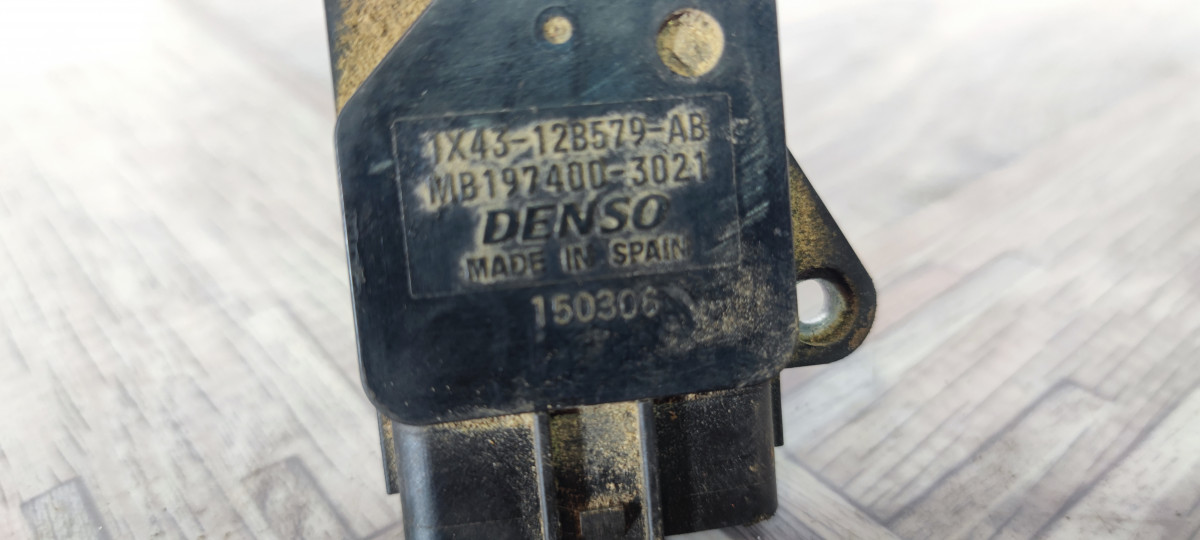 1X43-12B579-AB
MB197400-3021
DENSO
MADE IN SPAIN
150306